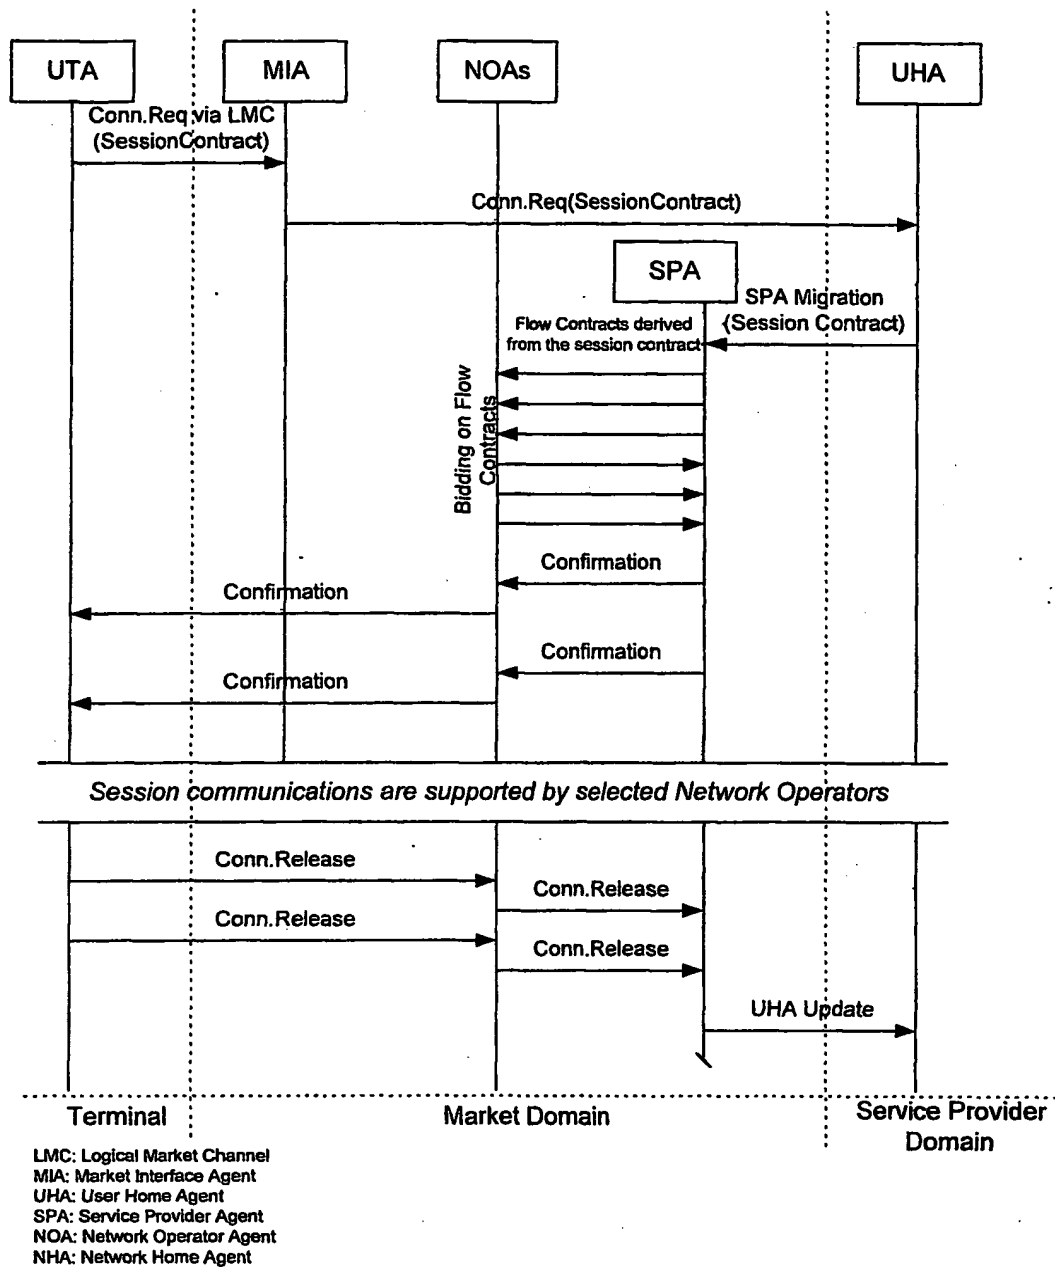 UTA
MIA
NOAs
UHA
Conn.Req via LMC
(SessionContract)
Conn.Req(SessionContract)
SPA
SPA Migration
(Session Contract)
Flow Contracts derived
from the session contract
Bidding on Flow
Contracts
Confirmation
Confirmation
Confirmation
Confirmation
Session communications are supported by selected Network Operators
Conn.Release
Conn.Release
Conn.Release
Conn.Release
UHA Update
Terminal
Market Domain
Service Provider
Domain
LMC: Logical Market Channel
MIA: Market Interface Agent
UHA: User Home Agent
SPA: Service Provider Agent
NOA: Network Operator Agent
NHA: Network Home Agent